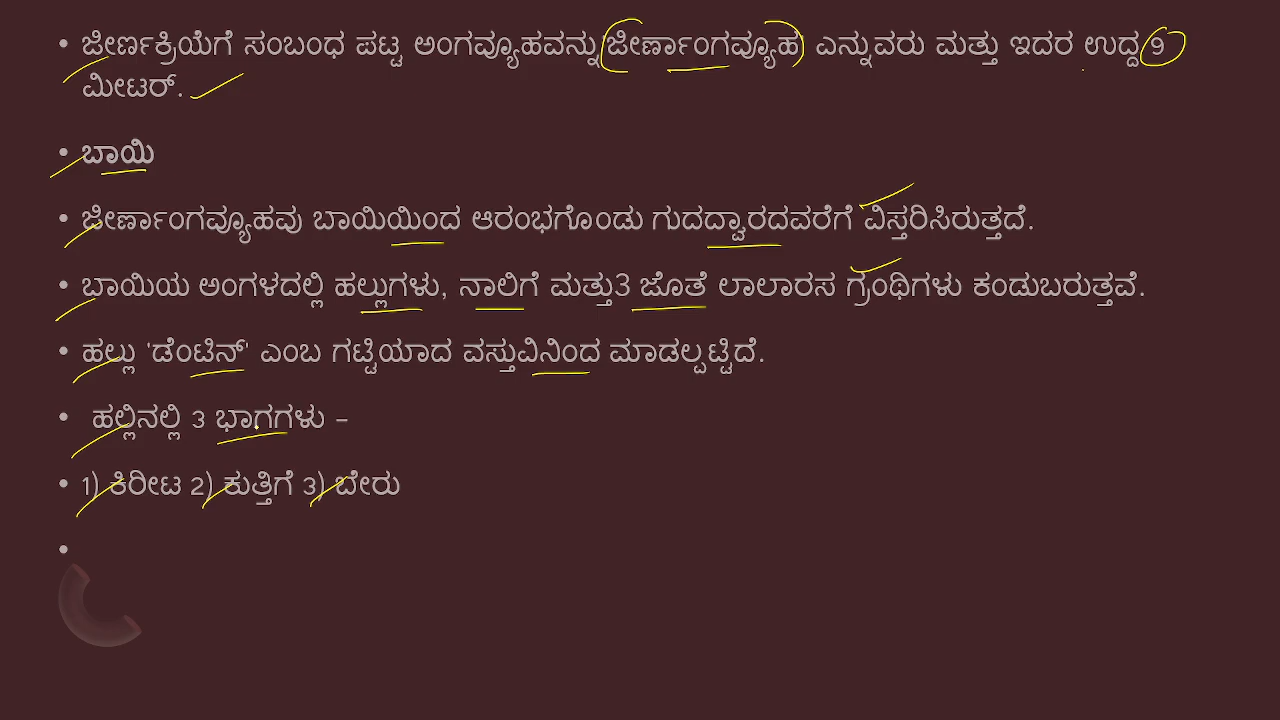 • ಜೀರ್ಣಕ್ರಿಯೆಗೆ ಸಂಬಂಧ ಪಟ್ಟ ಅಂಗವ್ಯೂಹವನ್ನು(ಜೀರ್ಣಾಂಗವ್ಯೂಹ) ಎನ್ನುವರು ಮತ್ತು ಇದರ ಉದ್ದ 9
ಮೀಟರ್.
• ಬಾಯಿ
• ಜೀರ್ಣಾಂಗವ್ಯೂಹವು ಬಾಯಿಯಿಂದ ಆರಂಭಗೊಂಡು ಗುದದ್ವಾರದವರೆಗೆ ವಿಸ್ತರಿಸಿರುತ್ತದೆ.
• ಬಾಯಿಯ ಅಂಗಳದಲ್ಲಿ ಹಲ್ಲುಗಳು, ನಾಲಿಗೆ ಮತ್ತು3 ಜೊತೆ ಲಾಲಾರಸ ಗ್ರಂಥಿಗಳು ಕಂಡುಬರುತ್ತವೆ.
• ಹಲ್ಲು 'ಡೆಂಟಿನ್' ಎಂಬ ಗಟ್ಟಿಯಾದ ವಸ್ತುವಿನಿಂದ ಮಾಡಲ್ಪಟ್ಟಿದೆ.
• ಹಲ್ಲಿನಲ್ಲಿ 3 ಭಾಗಗಳು –
• 1) ಕಿರೀಟ 2) ಕುತ್ತಿಗೆ 3) ಬೇರು
•